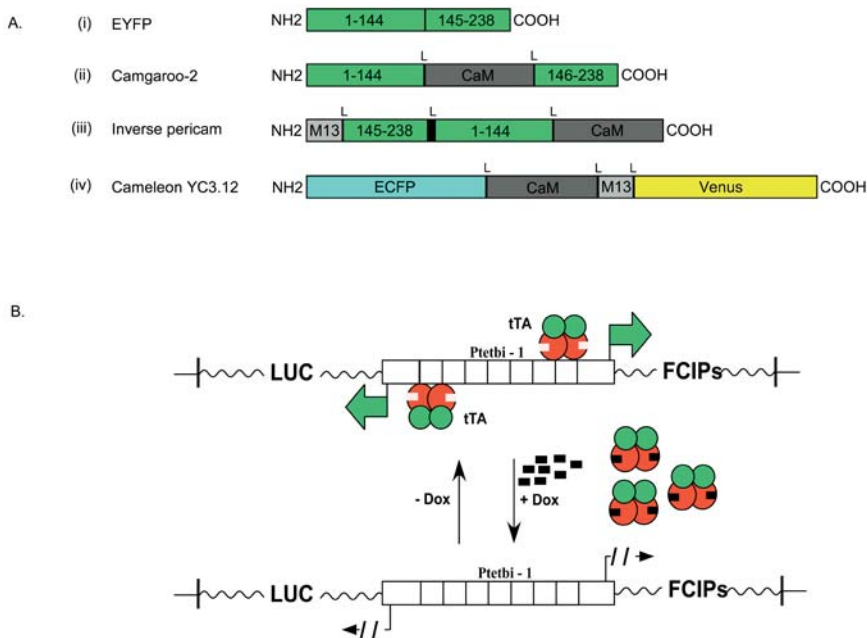 A.
(i) EYFP NH2 1-144 145-238 COOH
L L
(ii) Camgaroo-2 NH2 1-144 CaM 146-238 COOH
L L L
(iii) Inverse pericam NH2 M13 145-238 1-144 CaM COOH
L L L
(iv) Cameleon YC3.12 NH2 ECFP CaM M13 Venus COOH
B.
tTA
Ptetbi - 1
LUC FCIPs
tTA
- Dox + Dox
Ptetbi - 1
LUC FCIPs